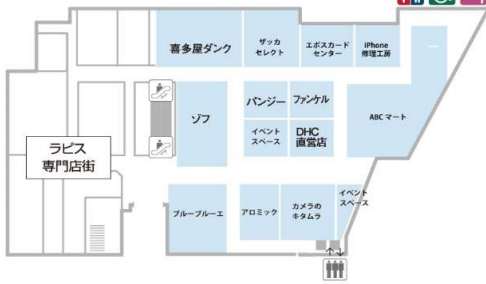 喜多屋ダンク
ザッカ
セレクト
エポスカード
センター
iPhone
修理工房
ゾフ
パンジー
ファンケル
ABCマート
イベント
スペース
DHC
直営店
ラビス
専門店街
ブルーブルーエ
アロミック
カメラの
キタムラ
イベント
スペース